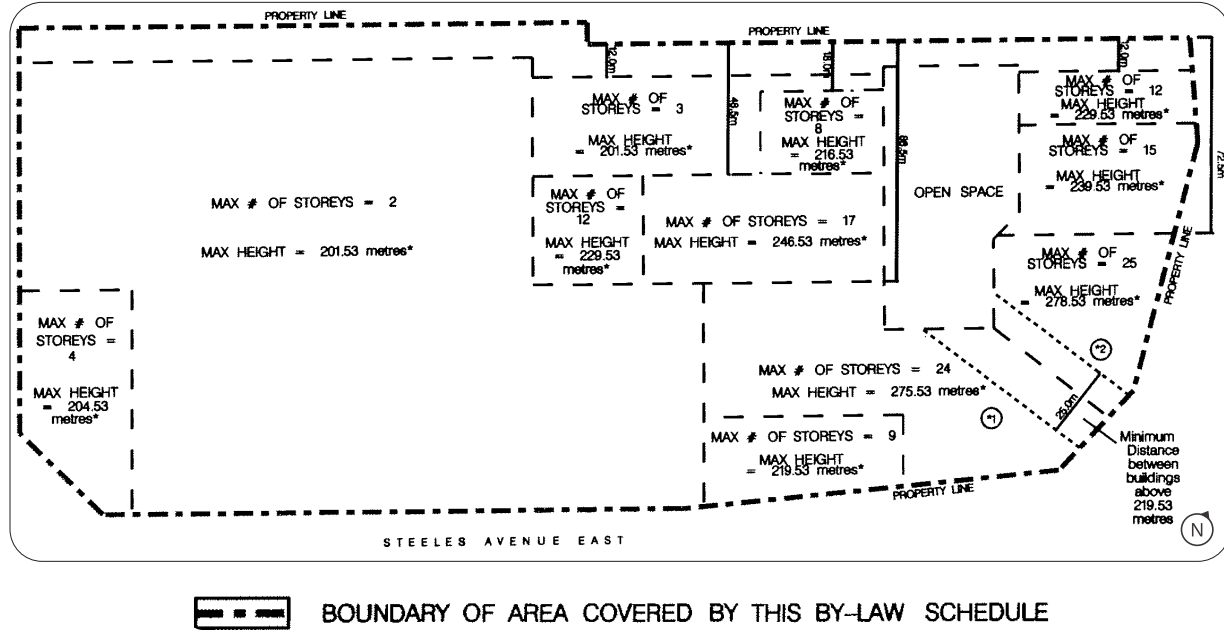 PROPERTY LINE
PROPERTY LINE
12.0m
18.0m
12.0m
48.5m
86.5m
72.5m
MAX # OF
STOREYS = 3
MAX HEIGHT
= 201.53 metres*
MAX # OF
STOREYS =
8
MAX HEIGHT
= 216.53
metres*
MAX # OF
STOREYS = 12
MAX HEIGHT
= 229.53 metres*
MAX # OF
STOREYS = 15
MAX HEIGHT
= 239.53 metres*
OPEN SPACE
MAX # OF STOREYS = 2
MAX HEIGHT = 201.53 metres*
MAX # OF
STOREYS =
12
MAX HEIGHT
= 229.53
metres*
MAX # OF STOREYS = 17
MAX HEIGHT = 246.53 metres*
MAX # OF
STOREYS = 25
MAX HEIGHT
= 278.53 metres*
PROPERTY LINE
MAX # OF
STOREYS =
4
MAX HEIGHT
= 204.53
metres*
MAX # OF STOREYS = 24
MAX HEIGHT = 275.53 metres*
*2
*1
25.0m
MAX # OF STOREYS = 9
MAX HEIGHT
= 219.53 metres*
Minimum
Distance
between
buildings
above
219.53
metres
PROPERTY LINE
N
STEELES AVENUE EAST
BOUNDARY OF AREA COVERED BY THIS BY-LAW SCHEDULE